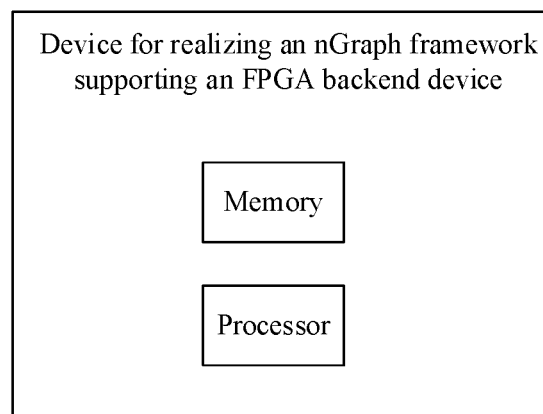 Device for realizing an nGraph framework
supporting an FPGA backend device
Memory
Processor